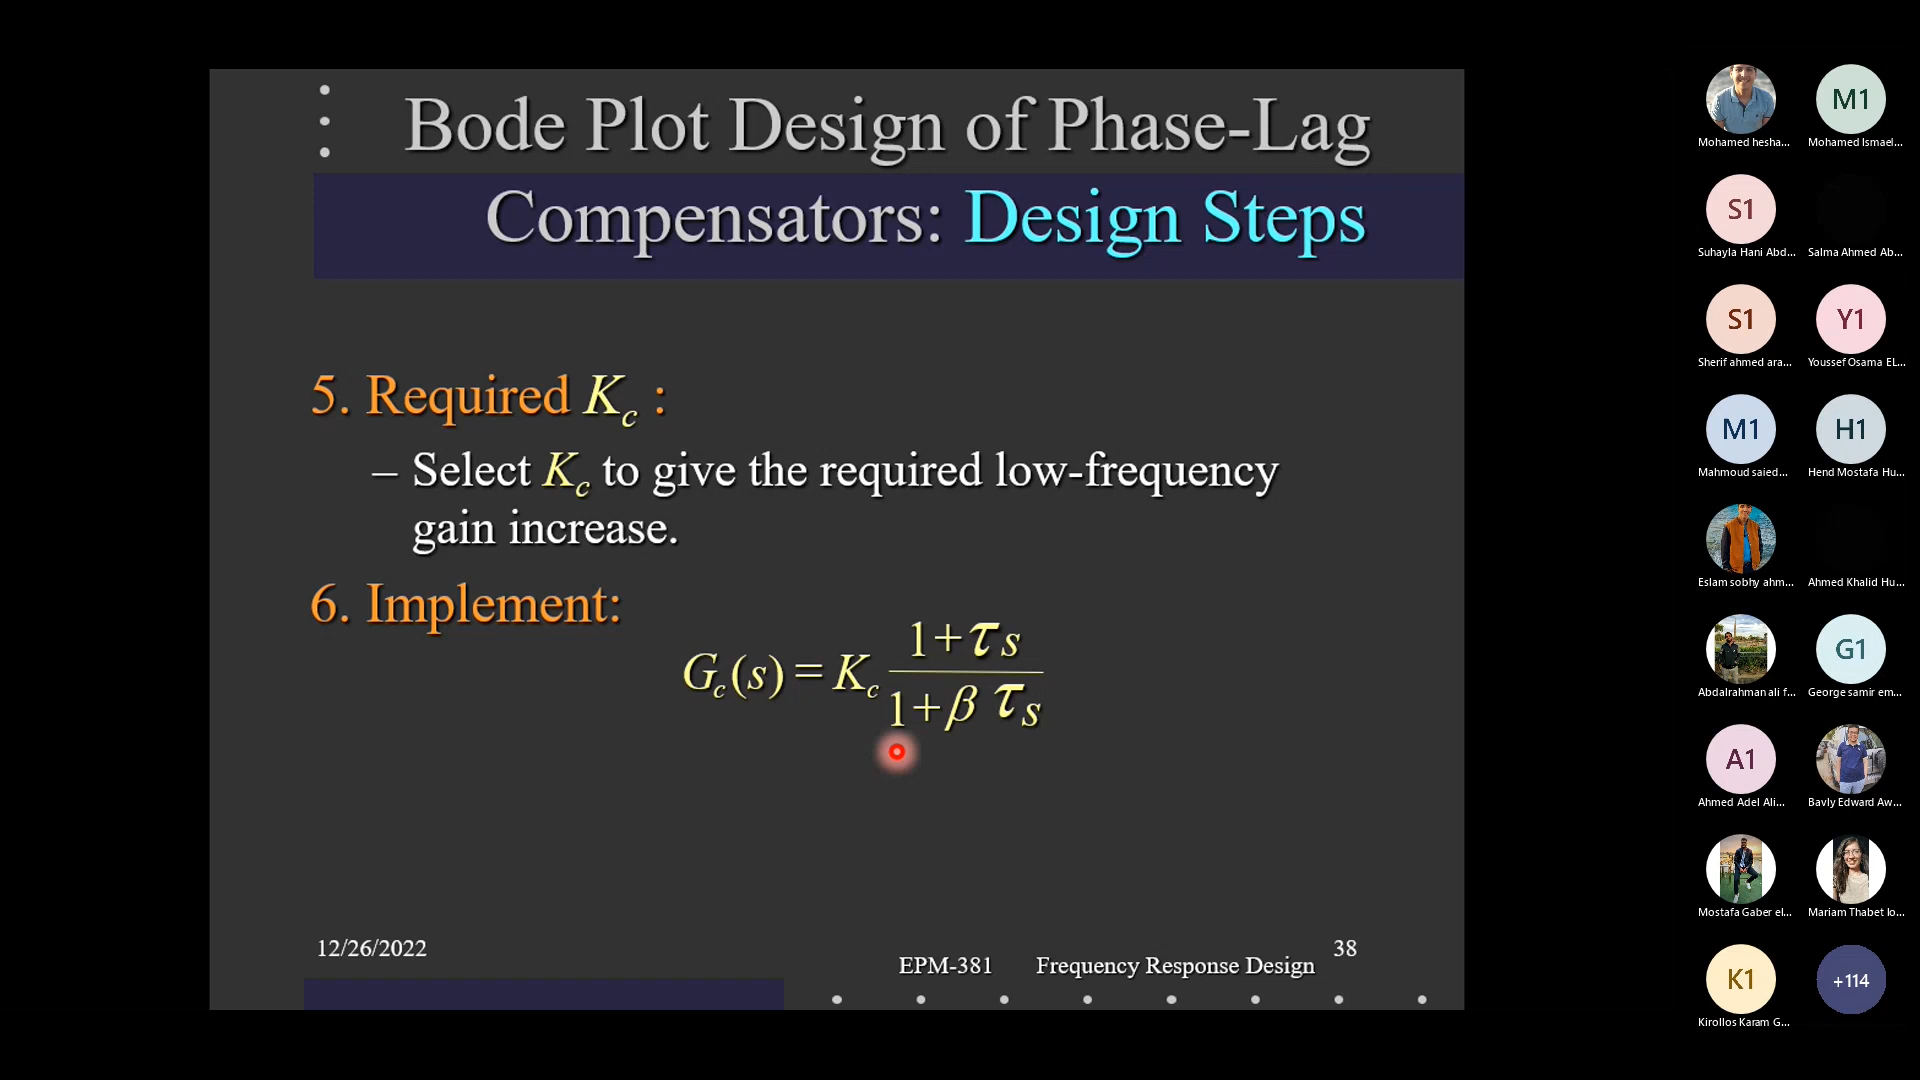 Bode Plot Design of Phase-Lag
Compensators: Design Steps
5. Required K_c :
– Select K_c to give the required low-frequency
gain increase.
6. Implement:
G_c(s) = K_c (1+τs)/(1+β τs)
12/26/2022
EPM-381 Frequency Response Design
38
Mohamed hesha...
M1
Mohamed Ismael...
S1
Suhayla Hani Abd...
Salma Ahmed Ab...
S1
Sherif ahmed ara...
Y1
Youssef Osama EL...
M1
Mahmoud saied...
H1
Hend Mostafa Hu...
Eslam sobhy ahm...
Ahmed Khalid Hu...
Abdalrahman ali f...
G1
George samir em...
A1
Ahmed Adel Ali...
Bavly Edward Aw...
Mostafa Gaber el...
Mariam Thabet lo...
K1
Kirollos Karam G...
+114